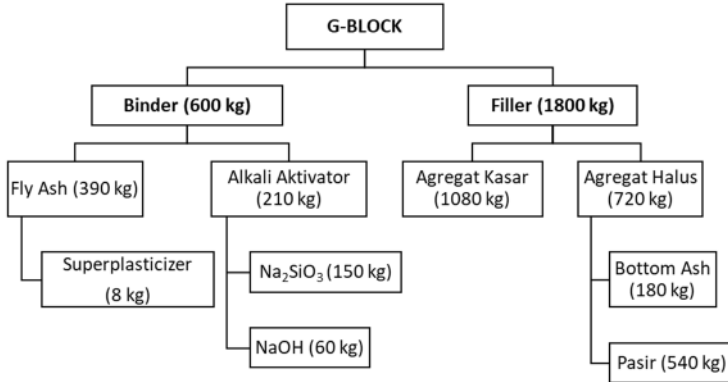 G-BLOCK
Binder (600 kg)
Filler (1800 kg)
Fly Ash (390 kg)
Alkali Aktivator
(210 kg)
Agregat Kasar
(1080 kg)
Agregat Halus
(720 kg)
Superplasticizer
(8 kg)
Na₂SiO₃ (150 kg)
NaOH (60 kg)
Bottom Ash
(180 kg)
Pasir (540 kg)